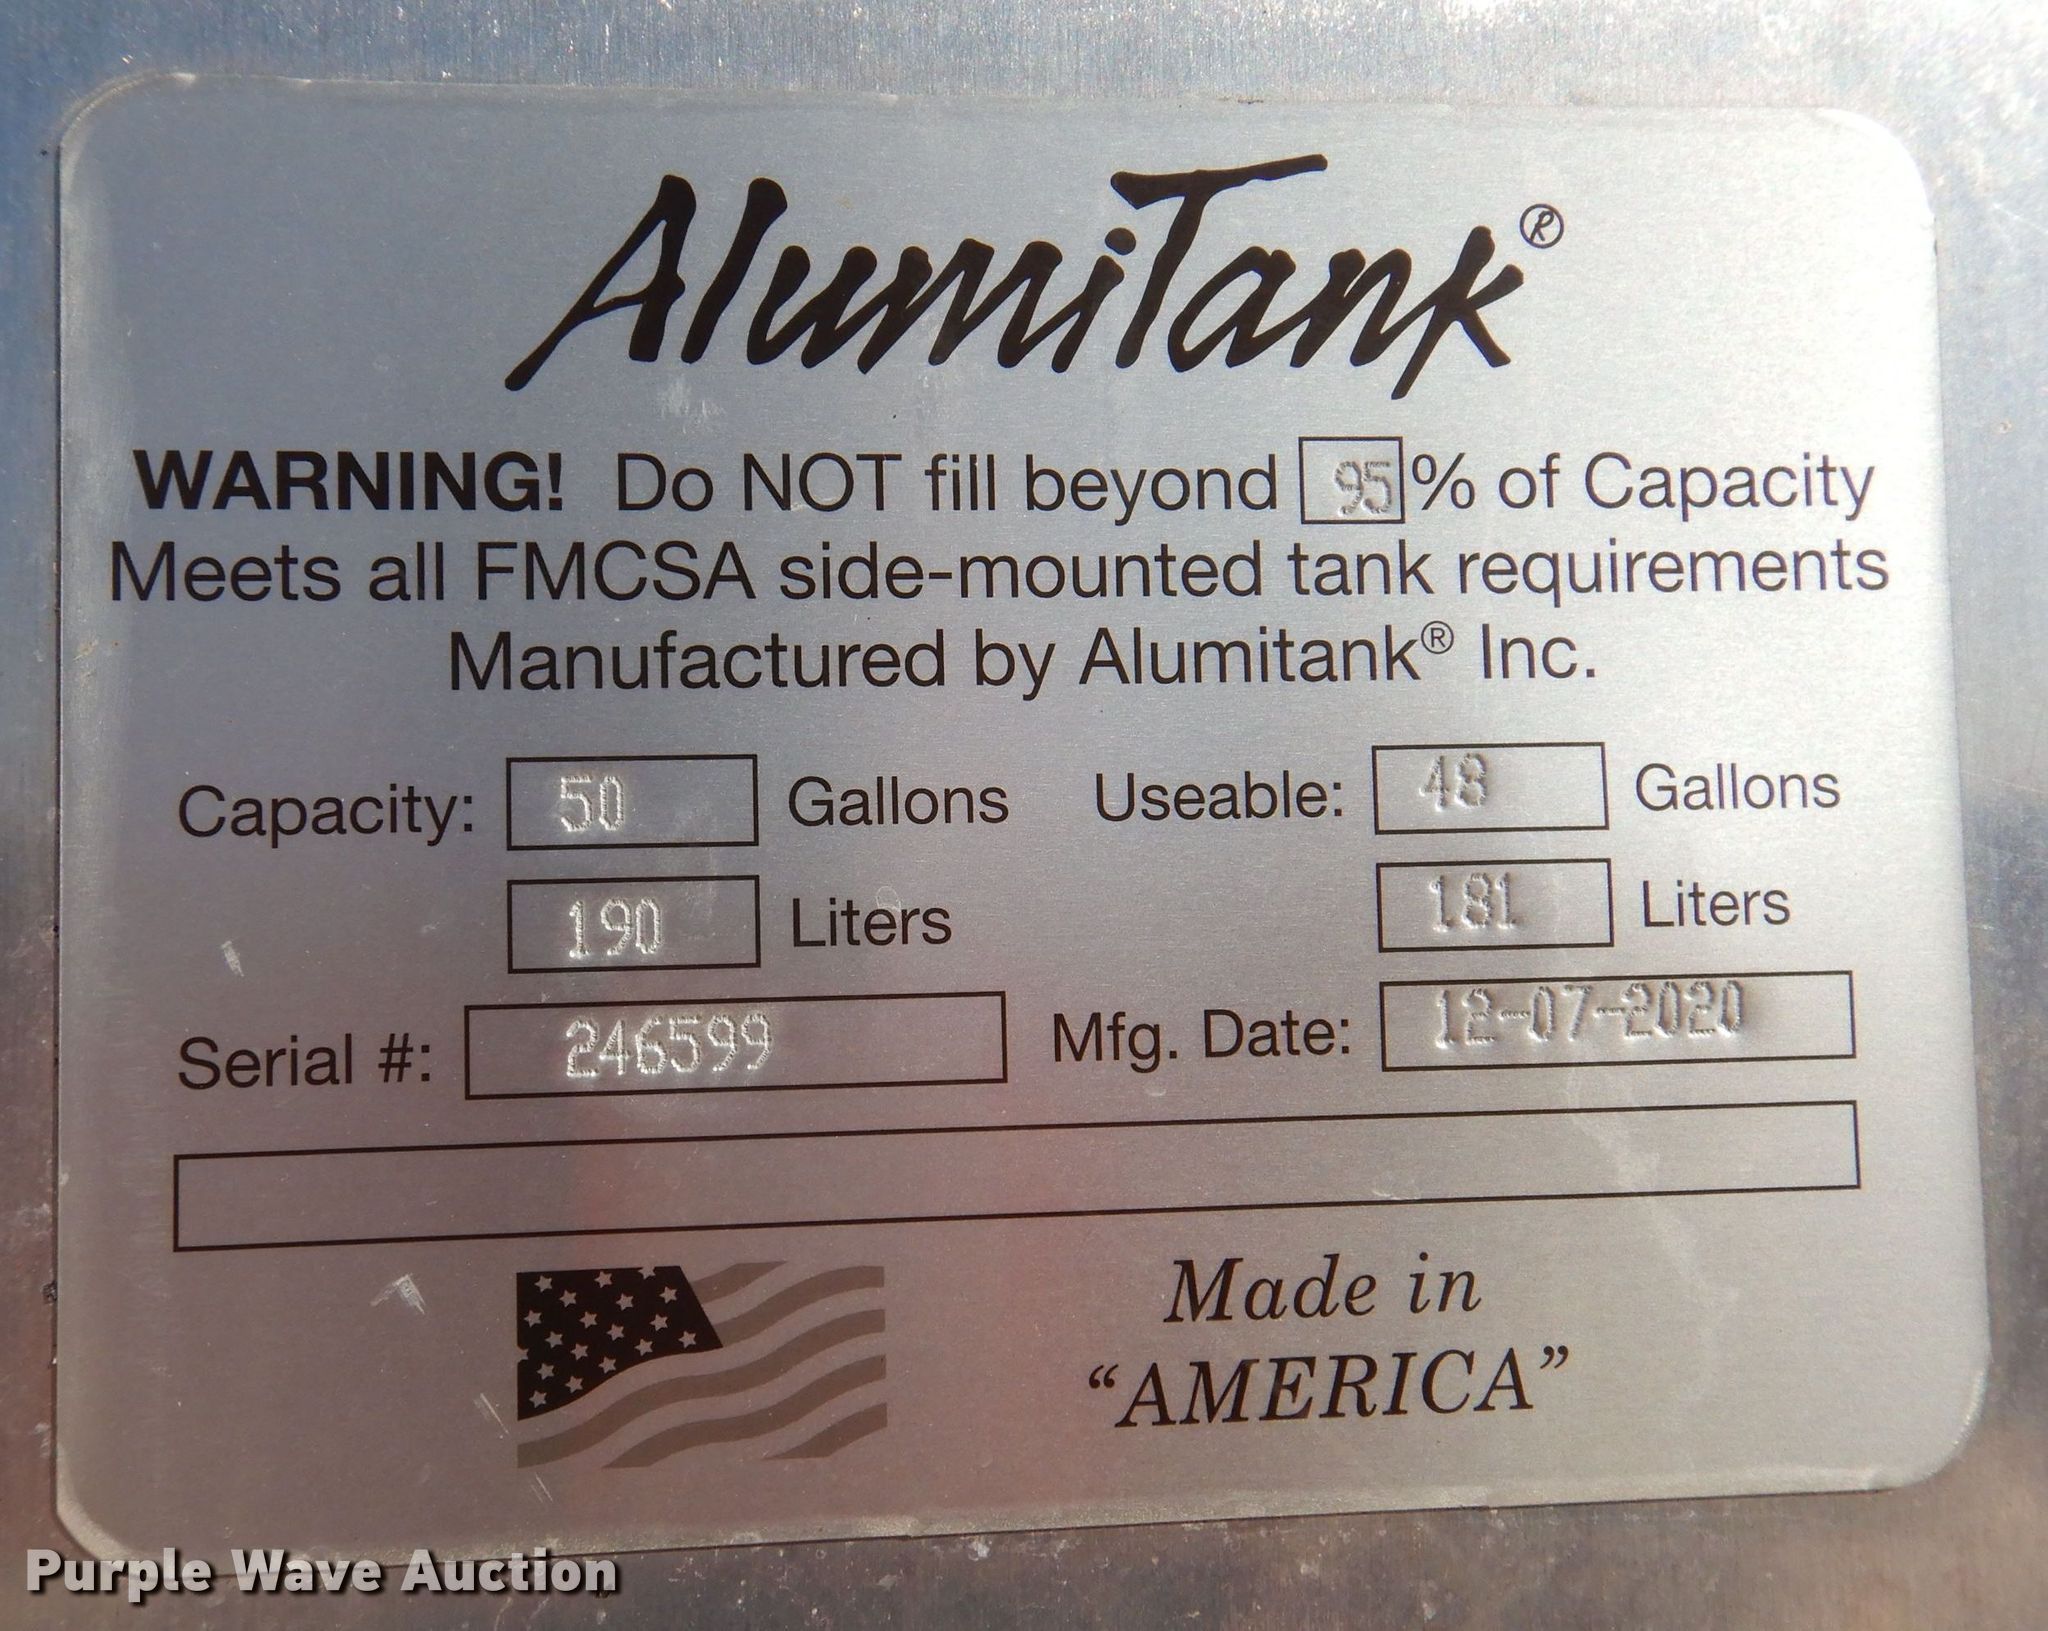 AlumiTank®
WARNING! Do NOT fill beyond 95% of Capacity
Meets all FMCSA side-mounted tank requirements
Manufactured by Alumitank® Inc.
Capacity: 50 Gallons Useable: 48 Gallons
190 Liters 181 Liters
Serial #: 246599 Mfg. Date: 12-07-2020
Made in
“AMERICA”
Purple Wave Auction